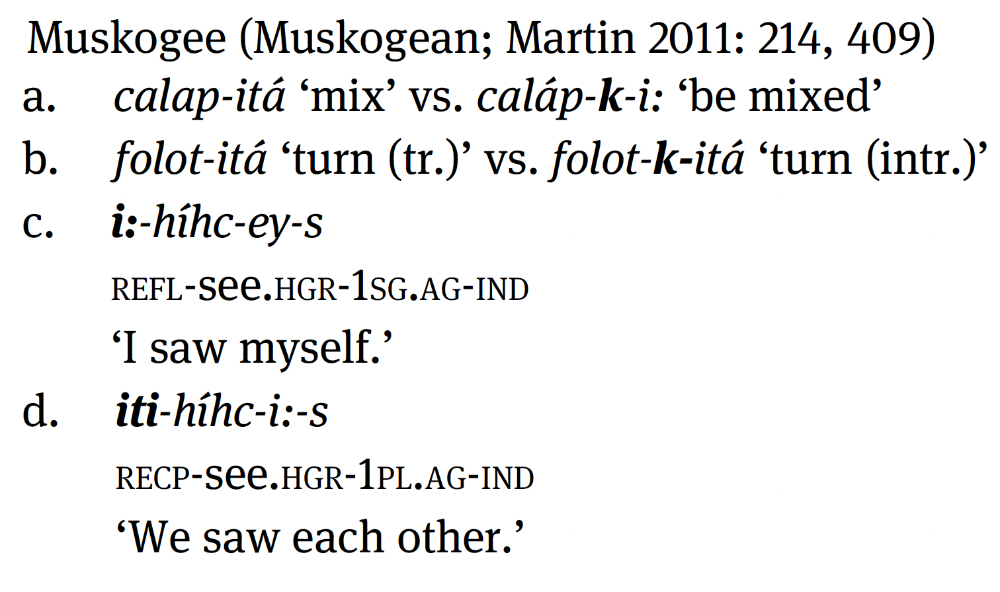 Muskogee (Muskogean; Martin 2011: 214, 409)
a. calap-itá ‘mix’ vs. caláp-k-i: ‘be mixed’
b. folot-itá ‘turn (tr.)’ vs. folot-k-itá ‘turn (intr.)’
c. i:-híhc-ey-s
REFL-see.HGR-1SG.AG-IND
‘I saw myself.’
d. iti-híhc-i:-s
RECP-see.HGR-1PL.AG-IND
‘We saw each other.’